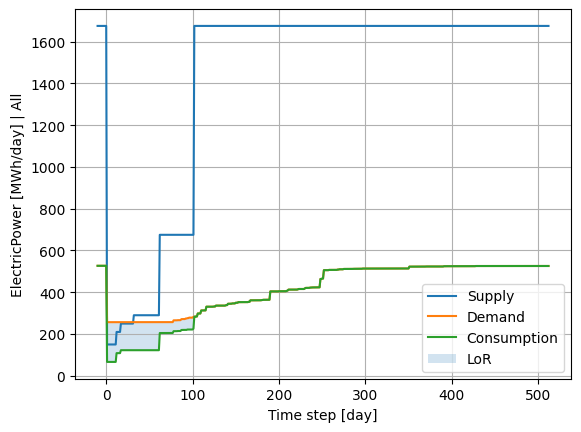 1600
1400
1200
1000
800
600
400
200
0
ElectricPower [MWh/day] | All
0 100 200 300 400 500
Time step [day]
Supply
Demand
Consumption
LoR